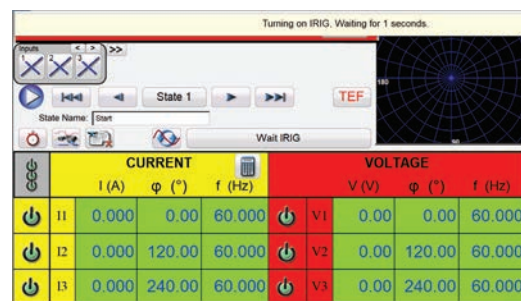 Turning on IRIG, Waiting for 1 seconds.
Inputs < > >>
1 2 3
180
State 1 TEF
State Name: Start
Wait IRIG
90
CURRENT VOLTAGE
I (A) φ (°) f (Hz) V (V) φ (°) f (Hz)
I1 0.000 0.00 60.000 V1 0.00 0.00 60.000
I2 0.000 120.00 60.000 V2 0.00 120.00 60.000
I3 0.000 240.00 60.000 V3 0.00 240.00 60.000